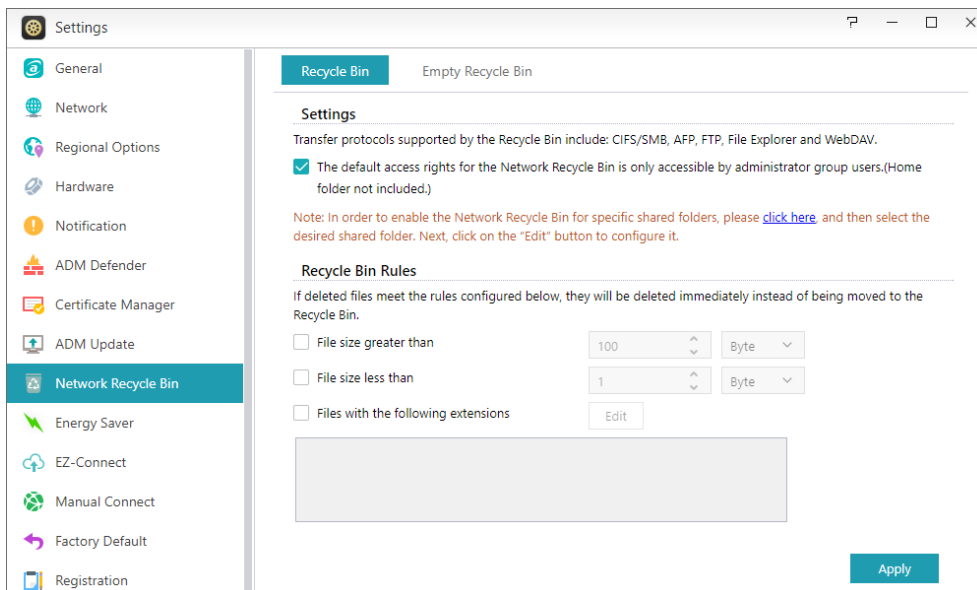 Settings
General
Network
Regional Options
Hardware
Notification
ADM Defender
Certificate Manager
ADM Update
Network Recycle Bin
Energy Saver
EZ-Connect
Manual Connect
Factory Default
Registration
Recycle Bin
Empty Recycle Bin
Settings
Transfer protocols supported by the Recycle Bin include: CIFS/SMB, AFP, FTP, File Explorer and WebDAV.
The default access rights for the Network Recycle Bin is only accessible by administrator group users.(Home
folder not included.)
Note: In order to enable the Network Recycle Bin for specific shared folders, please click here, and then select the
desired shared folder. Next, click on the “Edit” button to configure it.
Recycle Bin Rules
If deleted files meet the rules configured below, they will be deleted immediately instead of being moved to the
Recycle Bin.
File size greater than 100 Byte
File size less than 1 Byte
Files with the following extensions Edit
Apply